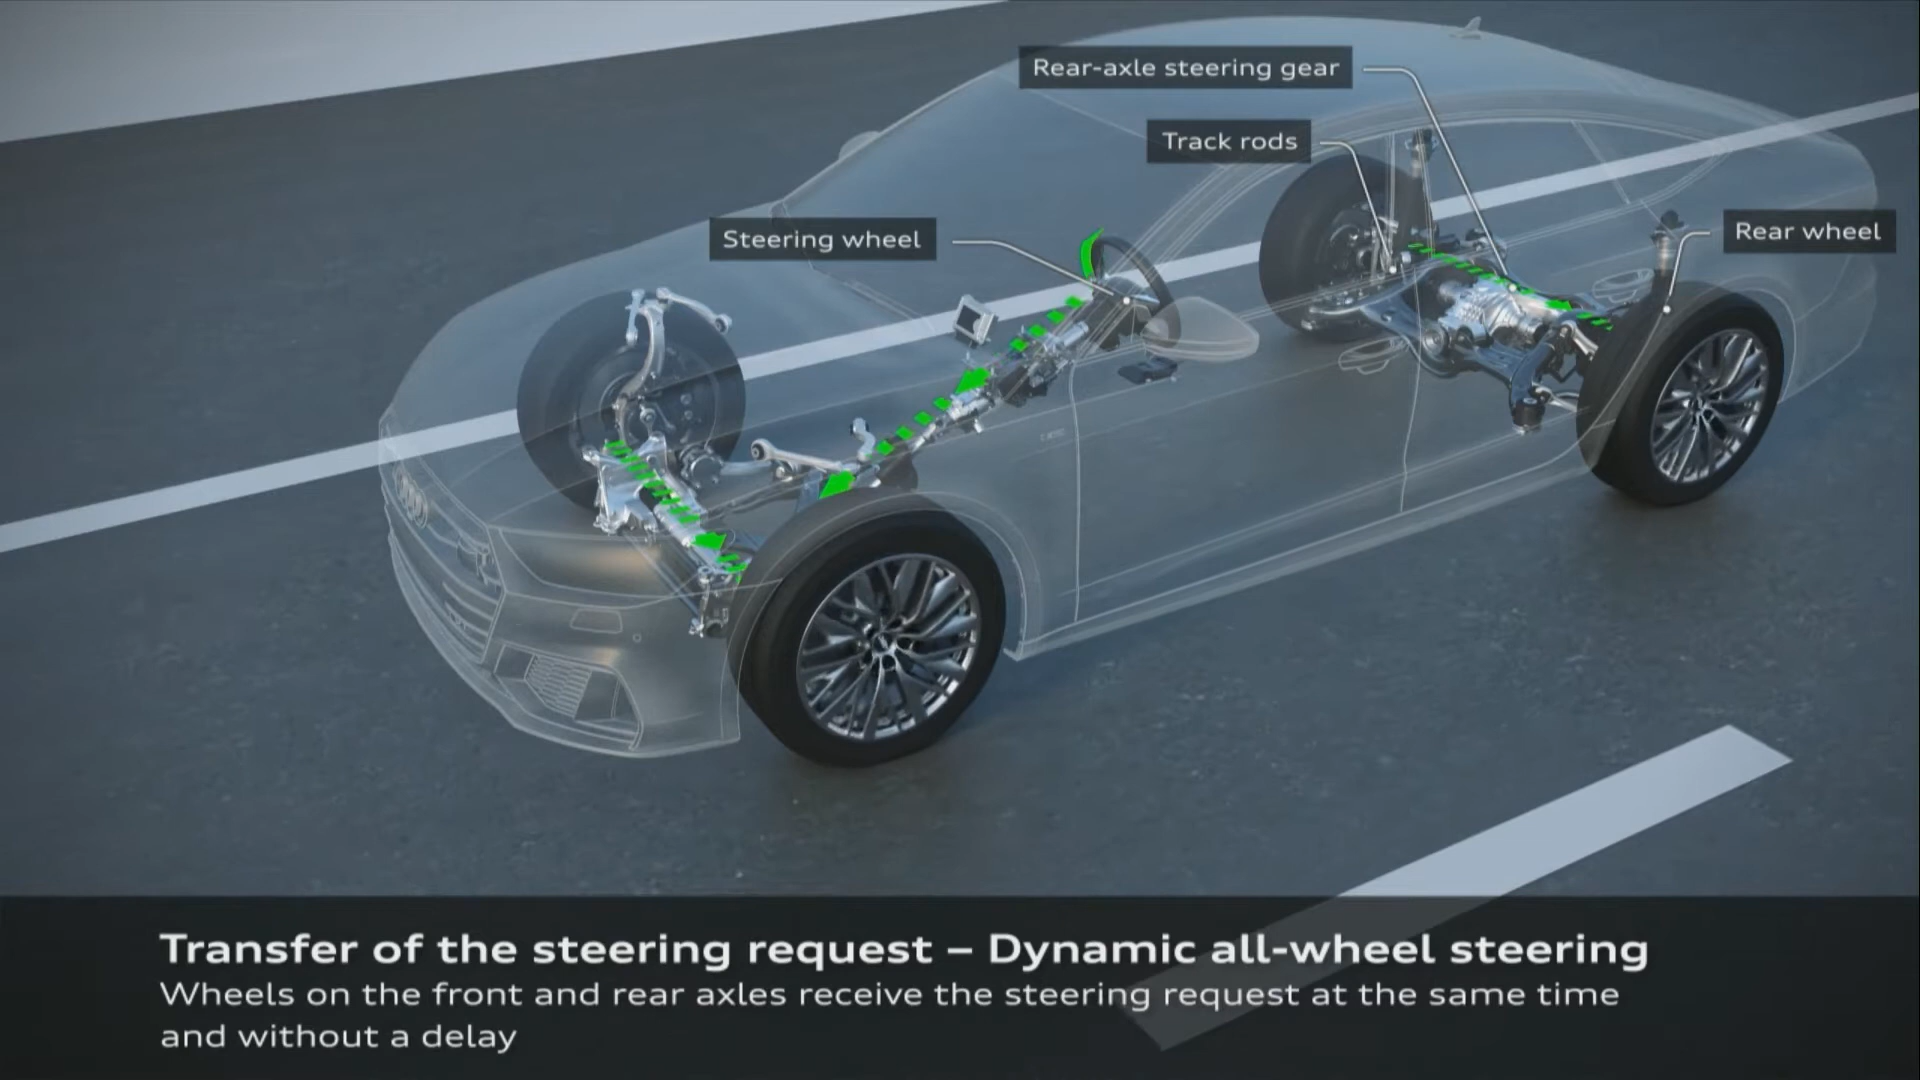 Rear-axle steering gear
Track rods
Steering wheel
Rear wheel
Transfer of the steering request – Dynamic all-wheel steering
Wheels on the front and rear axles receive the steering request at the same time
and without a delay